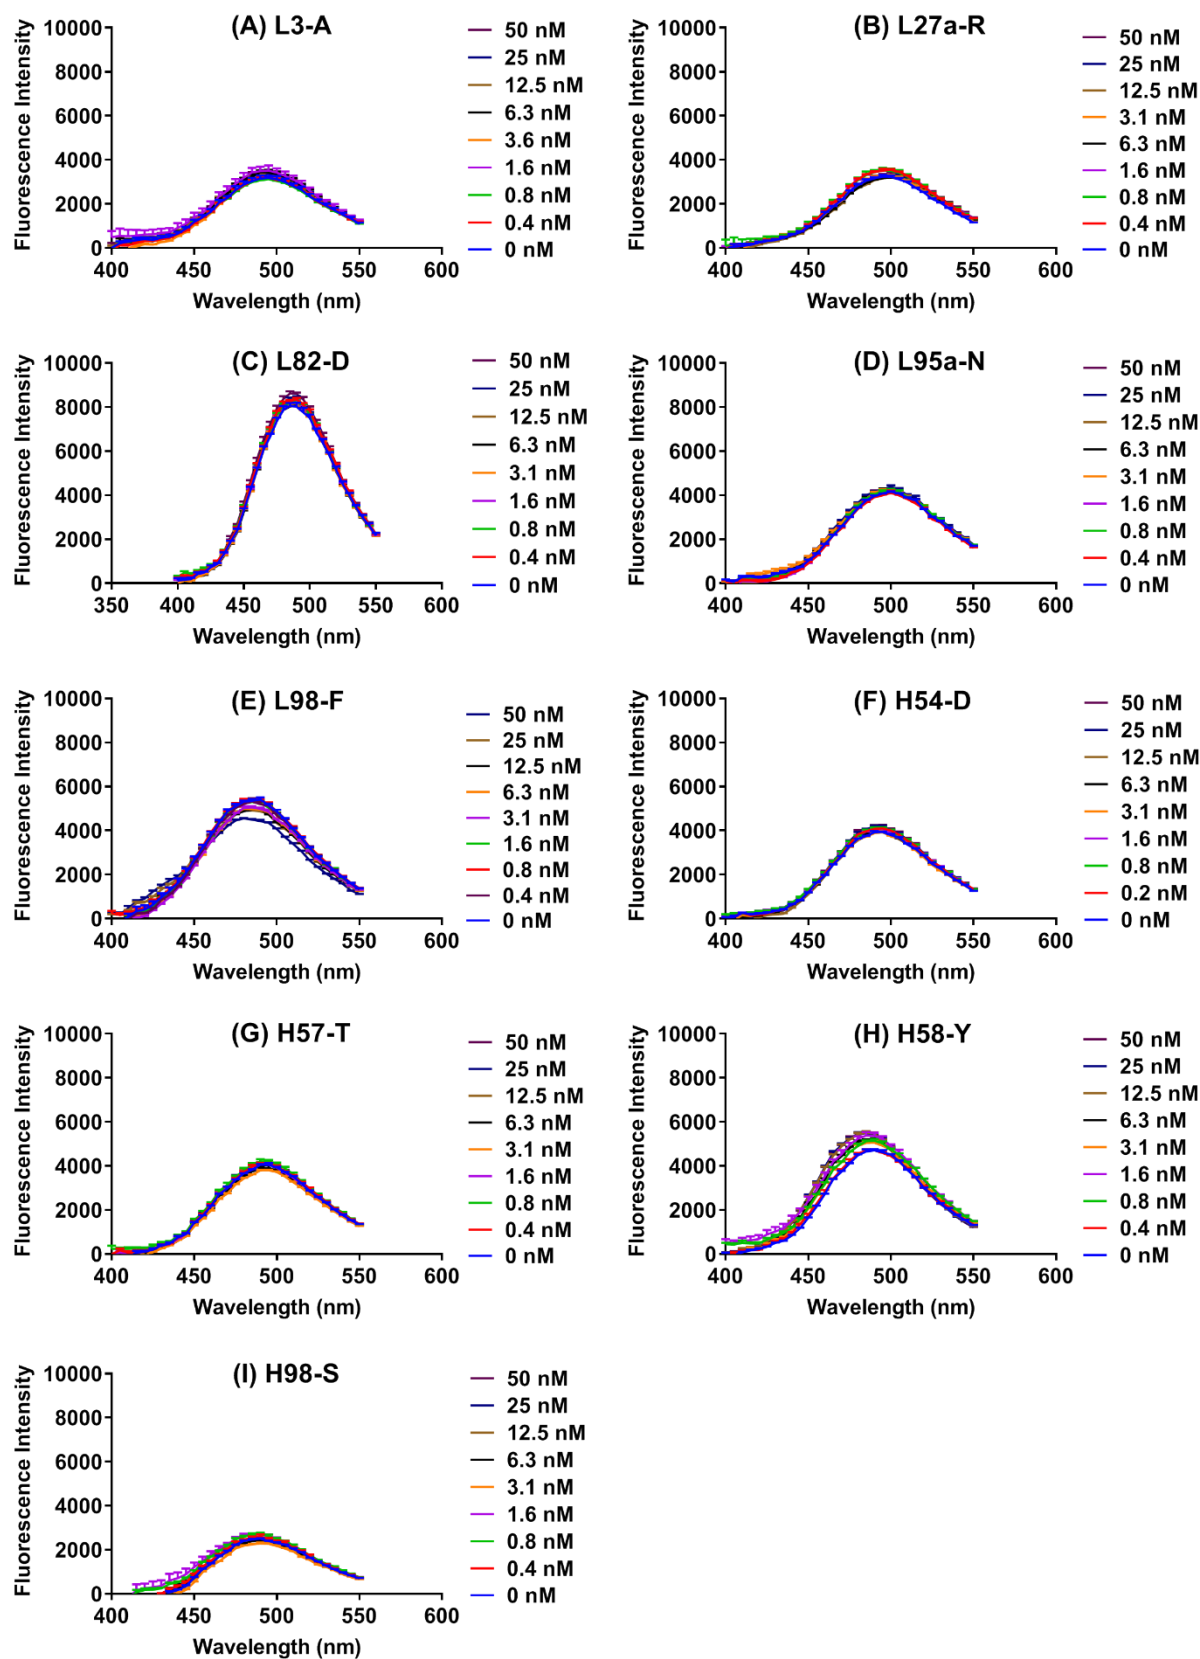 (A) L3-A
Fluorescence Intensity
10000
8000
6000
4000
2000
0
400 450 500 550 600
Wavelength (nm)
50 nM
25 nM
12.5 nM
6.3 nM
3.6 nM
1.6 nM
0.8 nM
0.4 nM
0 nM
(B) L27a-R
Fluorescence Intensity
10000
8000
6000
4000
2000
0
400 450 500 550 600
Wavelength (nm)
50 nM
25 nM
12.5 nM
3.1 nM
6.3 nM
1.6 nM
0.8 nM
0.4 nM
0 nM
(C) L82-D
Fluorescence Intensity
10000
8000
6000
4000
2000
0
350 400 450 500 550 600
Wavelength (nm)
50 nM
25 nM
12.5 nM
6.3 nM
3.1 nM
1.6 nM
0.8 nM
0.4 nM
0 nM
(D) L95a-N
Fluorescence Intensity
10000
8000
6000
4000
2000
0
400 450 500 550 600
Wavelength (nm)
50 nM
25 nM
12.5 nM
6.3 nM
3.1 nM
1.6 nM
0.8 nM
0.4 nM
0 nM
(E) L98-F
Fluorescence Intensity
10000
8000
6000
4000
2000
0
400 450 500 550 600
Wavelength (nm)
50 nM
25 nM
12.5 nM
6.3 nM
3.1 nM
1.6 nM
0.8 nM
0.4 nM
0 nM
(F) H54-D
Fluorescence Intensity
10000
8000
6000
4000
2000
0
400 450 500 550 600
Wavelength (nm)
50 nM
25 nM
12.5 nM
6.3 nM
3.1 nM
1.6 nM
0.8 nM
0.2 nM
0 nM
(G) H57-T
Fluorescence Intensity
10000
8000
6000
4000
2000
0
400 450 500 550 600
Wavelength (nm)
50 nM
25 nM
12.5 nM
6.3 nM
3.1 nM
1.6 nM
0.8 nM
0.4 nM
0 nM
(H) H58-Y
Fluorescence Intensity
10000
8000
6000
4000
2000
0
400 450 500 550 600
Wavelength (nm)
50 nM
25 nM
12.5 nM
6.3 nM
3.1 nM
1.6 nM
0.8 nM
0.4 nM
0 nM
(I) H98-S
Fluorescence Intensity
10000
8000
6000
4000
2000
0
400 450 500 550 600
Wavelength (nm)
50 nM
25 nM
12.5 nM
6.3 nM
3.1 nM
1.6 nM
0.8 nM
0.4 nM
0 nM